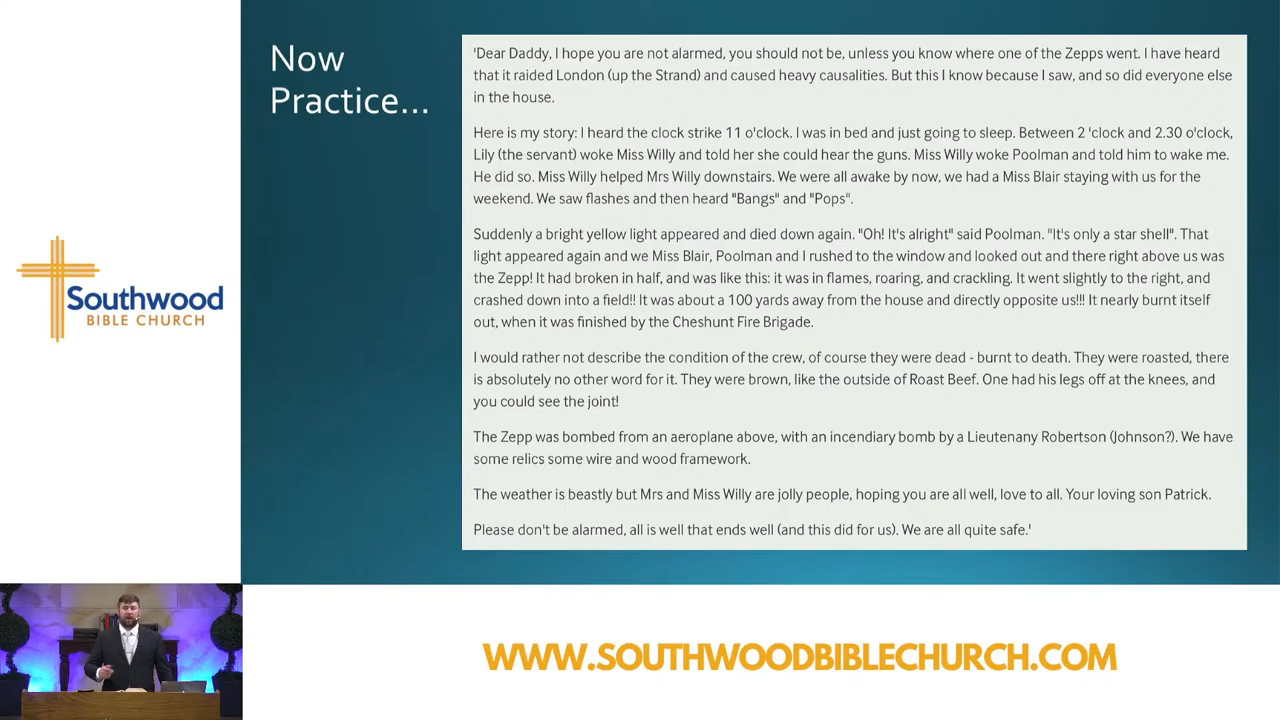 Now
Practice...
'Dear Daddy, I hope you are not alarmed, you should not be, unless you know where one of the Zepps went. I have heard
that it raided London (up the Strand) and caused heavy causalities. But this I know because I saw, and so did everyone else
in the house.
Here is my story: I heard the clock strike 11 o'clock. I was in bed and just going to sleep. Between 2 'clock and 2.30 o'clock,
Lily (the servant) woke Miss Willy and told her she could hear the guns. Miss Willy woke Poolman and told him to wake me.
He did so. Miss Willy helped Mrs Willy downstairs. We were all awake by now, we had a Miss Blair staying with us for the
weekend. We saw flashes and then heard "Bangs" and "Pops".
Suddenly a bright yellow light appeared and died down again. "Oh! It's alright" said Poolman. "It's only a star shell". That
light appeared again and we Miss Blair, Poolman and I rushed to the window and looked out and there right above us was
the Zepp! It had broken in half, and was like this: it was in flames, roaring, and crackling. It went slightly to the right, and
crashed down into a field!! It was about a 100 yards away from the house and directly opposite us!!! It nearly burnt itself
out, when it was finished by the Cheshunt Fire Brigade.
I would rather not describe the condition of the crew, of course they were dead - burnt to death. They were roasted, there
is absolutely no other word for it. They were brown, like the outside of Roast Beef. One had his legs off at the knees, and
you could see the joint!
The Zepp was bombed from an aeroplane above, with an incendiary bomb by a Lieutenany Robertson (Johnson?). We have
some relics some wire and wood framework.
The weather is beastly but Mrs and Miss Willy are jolly people, hoping you are all well, love to all. Your loving son Patrick.
Please don't be alarmed, all is well that ends well (and this did for us). We are all quite safe.'
Southwood
BIBLE CHURCH
WWW.SOUTHWOODBIBLECHURCH.COM